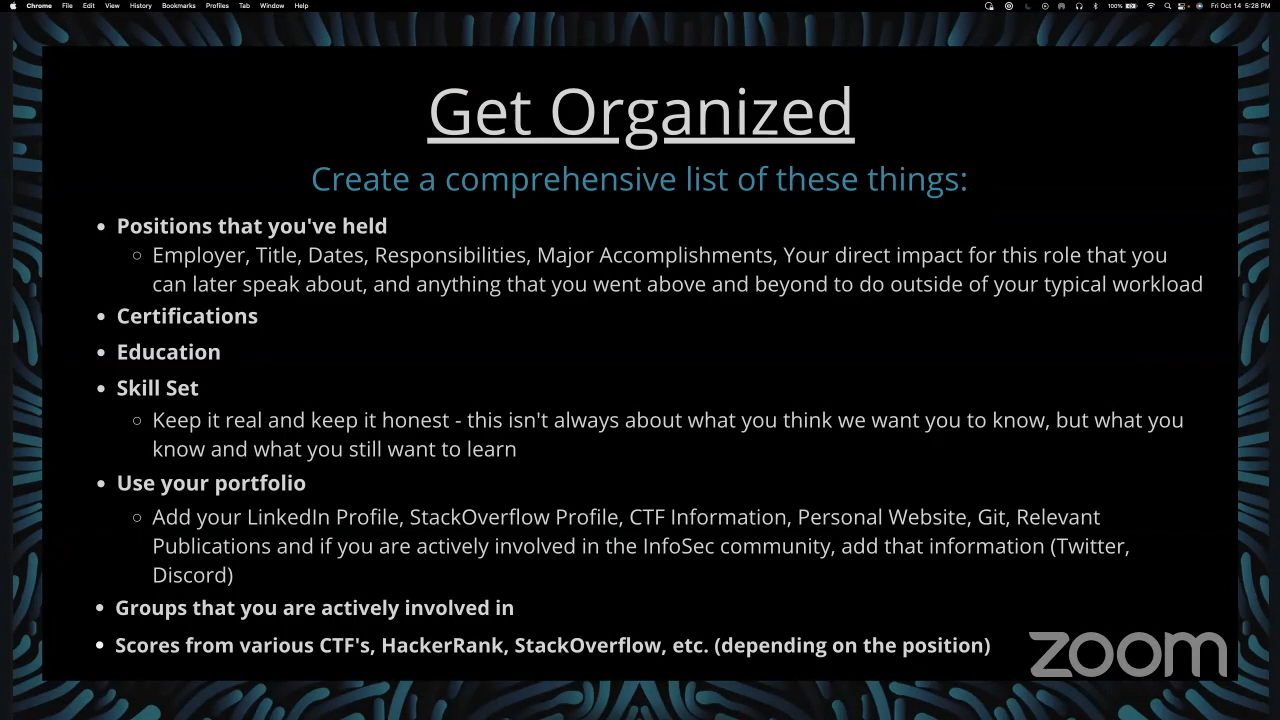 Chrome File Edit View History Bookmarks Profiles Tab Window Help 100% Fri Oct 14 5:28 PM
Get Organized
Create a comprehensive list of these things:
• Positions that you've held
○ Employer, Title, Dates, Responsibilities, Major Accomplishments, Your direct impact for this role that you
can later speak about, and anything that you went above and beyond to do outside of your typical workload
• Certifications
• Education
• Skill Set
○ Keep it real and keep it honest - this isn't always about what you think we want you to know, but what you
know and what you still want to learn
• Use your portfolio
○ Add your LinkedIn Profile, StackOverflow Profile, CTF Information, Personal Website, Git, Relevant
Publications and if you are actively involved in the InfoSec community, add that information (Twitter,
Discord)
• Groups that you are actively involved in
• Scores from various CTF's, HackerRank, StackOverflow, etc. (depending on the position)
zoom